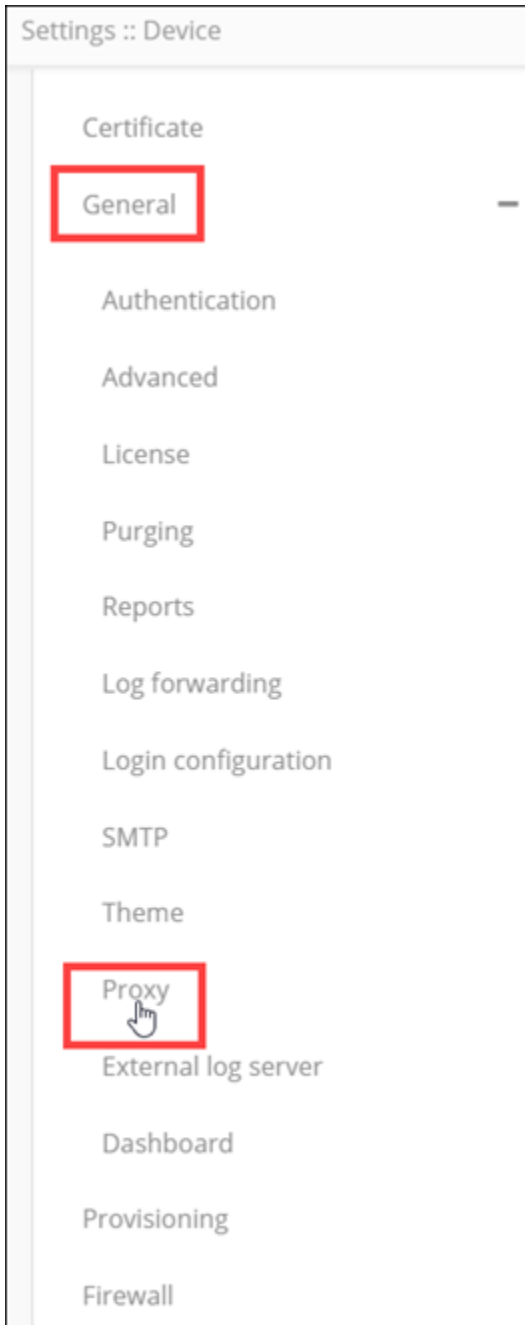 Settings :: Device
Certificate
General
Authentication
Advanced
License
Purging
Reports
Log forwarding
Login configuration
SMTP
Theme
Proxy
External log server
Dashboard
Provisioning
Firewall